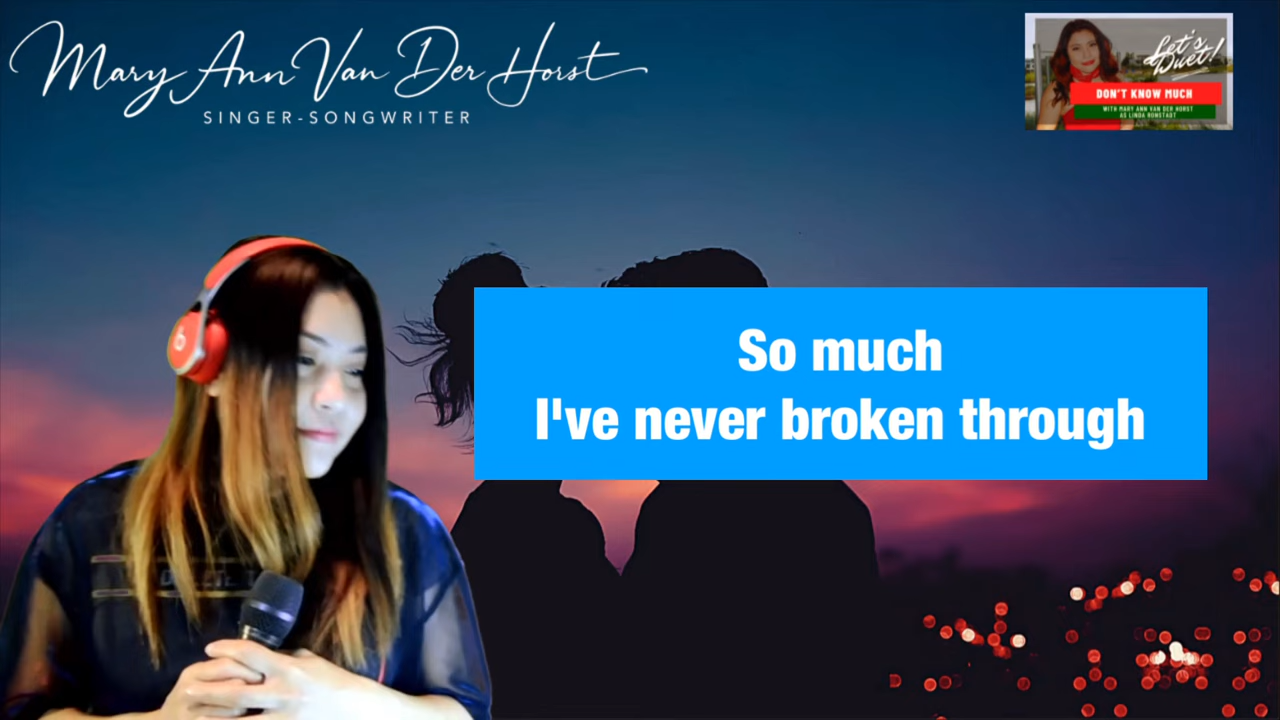 Mary Ann Van Der Horst
SINGER-SONGWRITER
Let's
Duet!
DON'T KNOW MUCH
WITH MARY ANN VAN DER HORST
AS LINDA RONSTADT
So much
I've never broken through